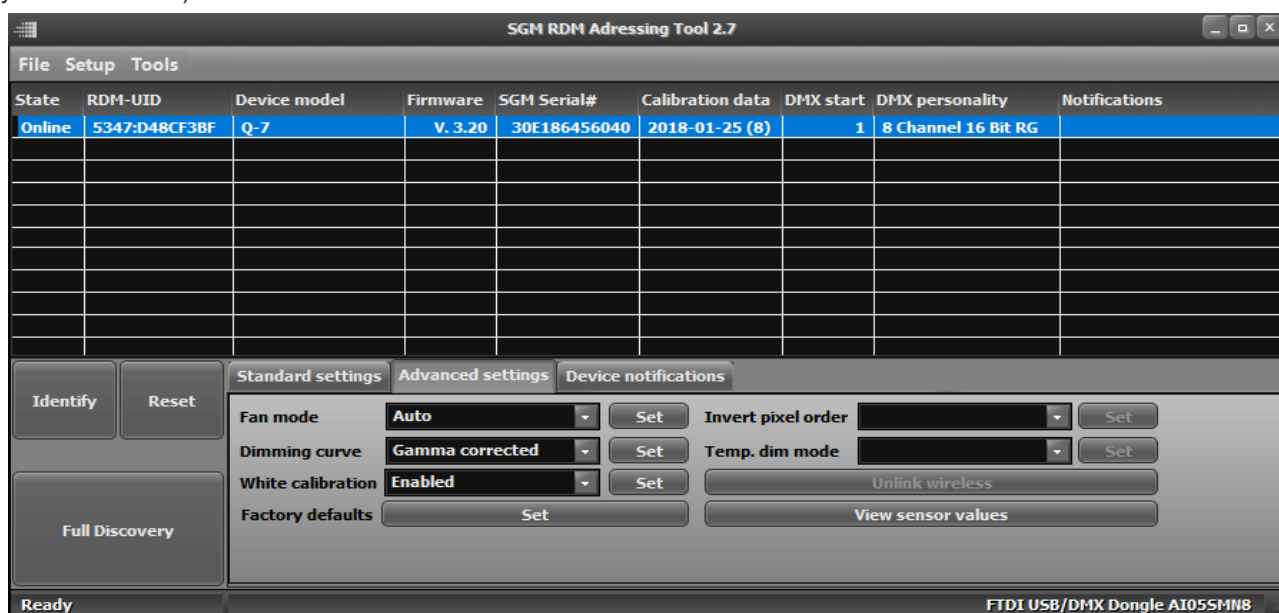 SGM RDM Adressing Tool 2.7
File Setup Tools
State RDM-UID Device model Firmware SGM Serial# Calibration data DMX start DMX personality Notifications
Online 5347:D48CF3BF Q-7 V. 3.20 30E186456040 2018-01-25 (8) 1 8 Channel 16 Bit RG
Standard settings Advanced settings Device notifications
Identify Reset
Fan mode Auto Set Invert pixel order Set
Dimming curve Gamma corrected Set Temp. dim mode Set
White calibration Enabled Set Unlink wireless
Factory defaults Set View sensor values
Full Discovery
Ready FTDI USB/DMX Dongle AI05SMN8